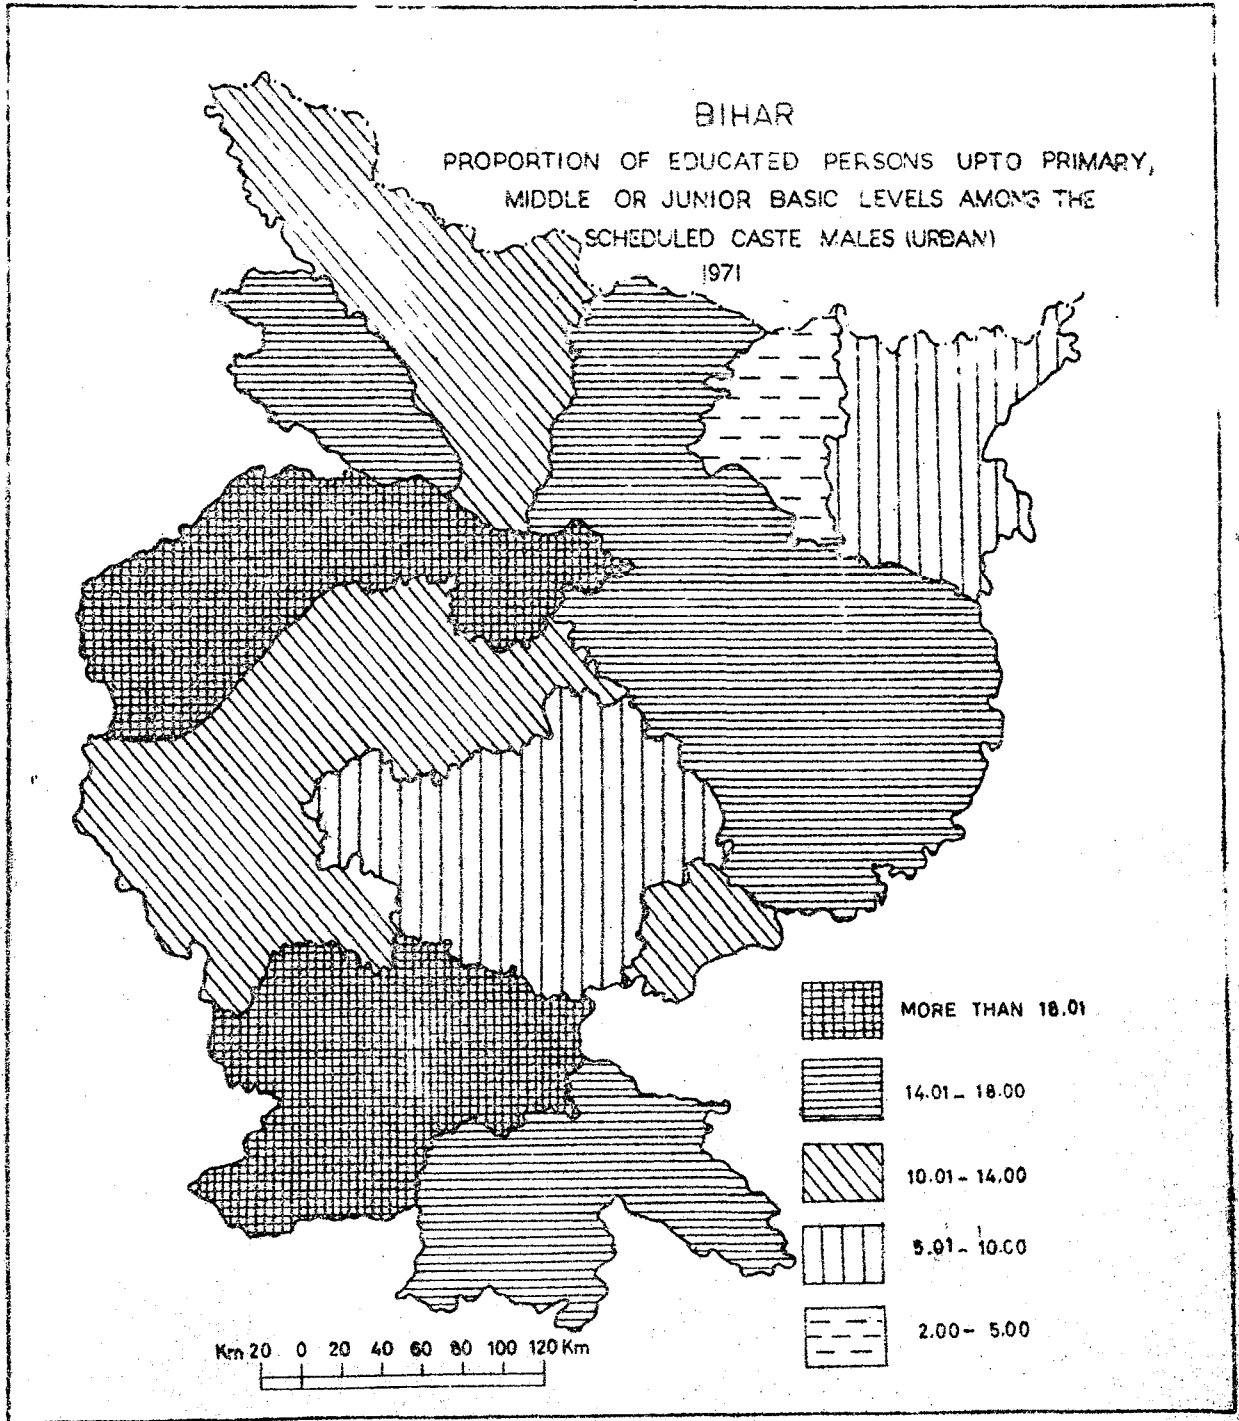 BIHAR
PROPORTION OF EDUCATED PERSONS UPTO PRIMARY,
MIDDLE OR JUNIOR BASIC LEVELS AMONG THE
SCHEDULED CASTE MALES (URBAN)
1971
MORE THAN 18.01
14.01 - 18.00
10.01 - 14.00
5.01 - 10.00
2.00 - 5.00
Km 20 0 20 40 60 80 100 120 Km